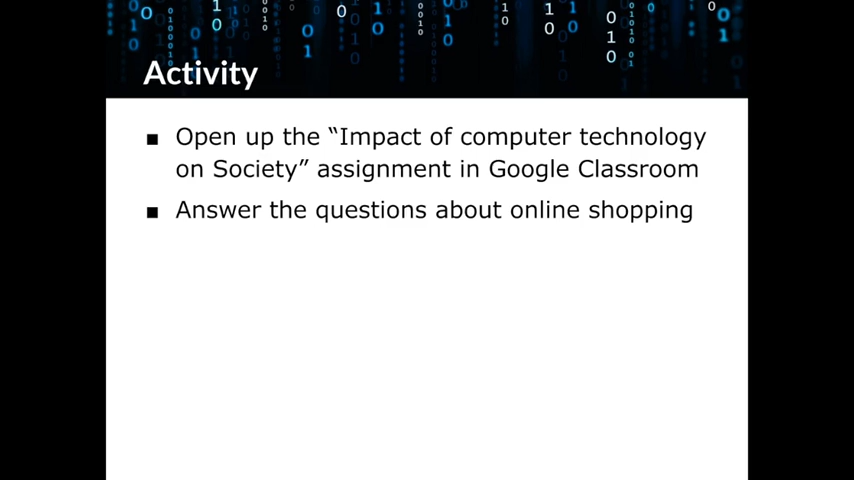 Activity
▪ Open up the “Impact of computer technology
on Society” assignment in Google Classroom
▪ Answer the questions about online shopping